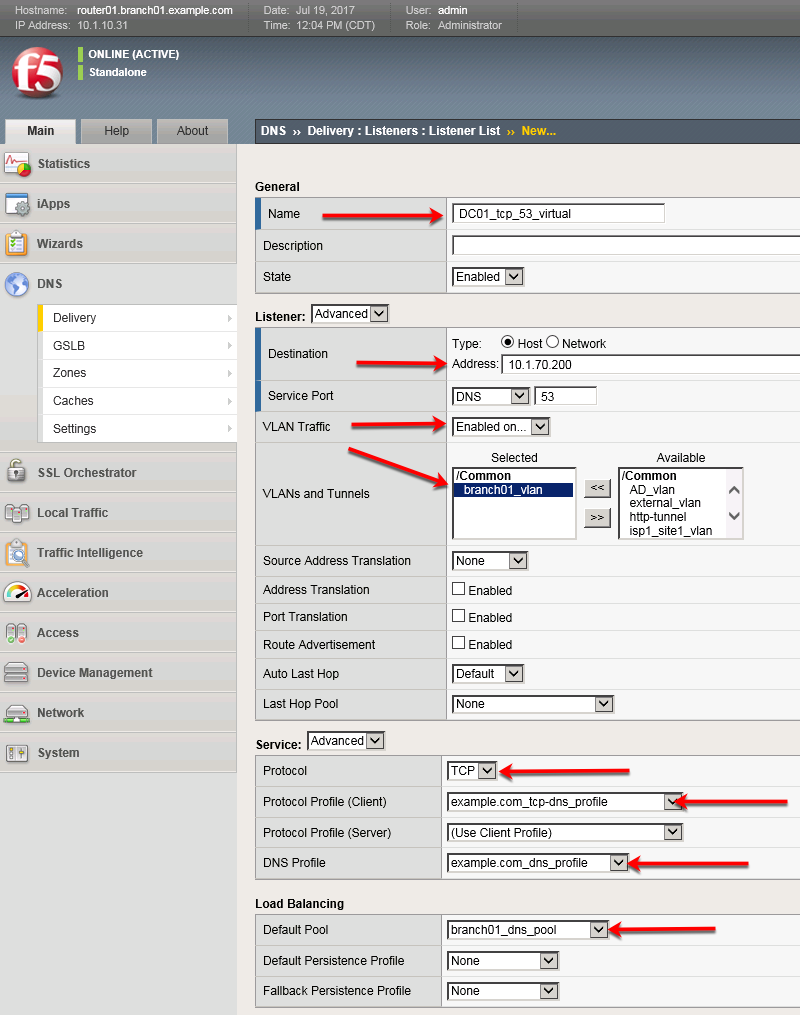 Hostname: router01.branch01.example.com Date: Jul 19, 2017 User: admin
IP Address: 10.1.10.31 Time: 12:04 PM (CDT) Role: Administrator
f5
ONLINE (ACTIVE)
Standalone
Main Help About
DNS ›› Delivery : Listeners : Listener List ›› New...
Statistics
iApps
Wizards
DNS
Delivery
GSLB
Zones
Caches
Settings
SSL Orchestrator
Local Traffic
Traffic Intelligence
Acceleration
Access
Device Management
Network
System
General
Name DC01_tcp_53_virtual
Description
State Enabled
Listener: Advanced
Destination
Type: Host Network
Address: 10.1.70.200
Service Port DNS 53
VLAN Traffic Enabled on...
VLANs and Tunnels
Selected Available
/Common << /Common
branch01_vlan AD_vlan
external_vlan
>> http-tunnel
isp1_site1_vlan
Source Address Translation None
Address Translation Enabled
Port Translation Enabled
Route Advertisement Enabled
Auto Last Hop Default
Last Hop Pool None
Service: Advanced
Protocol TCP
Protocol Profile (Client) example.com_tcp-dns_profile
Protocol Profile (Server) (Use Client Profile)
DNS Profile example.com_dns_profile
Load Balancing
Default Pool branch01_dns_pool
Default Persistence Profile None
Fallback Persistence Profile None